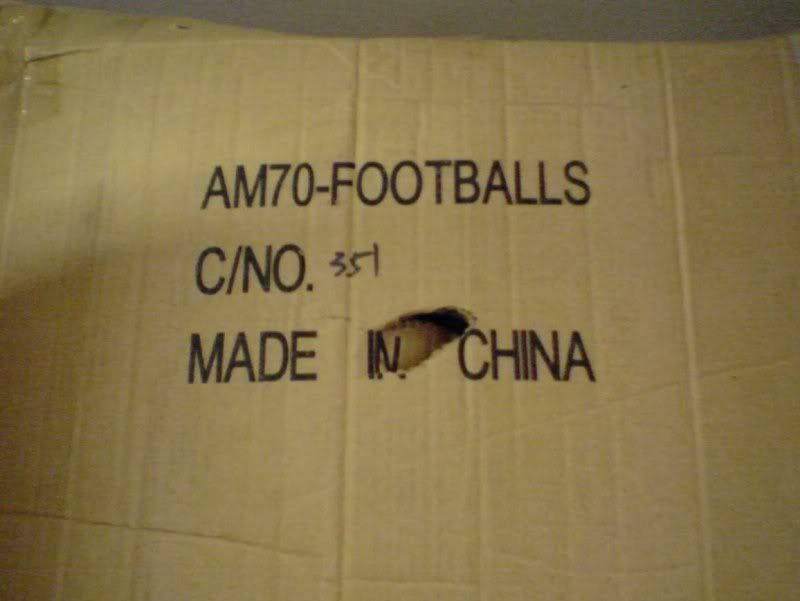 AM70-FOOTBALLS
C/NO. 351
MADE IN CHINA